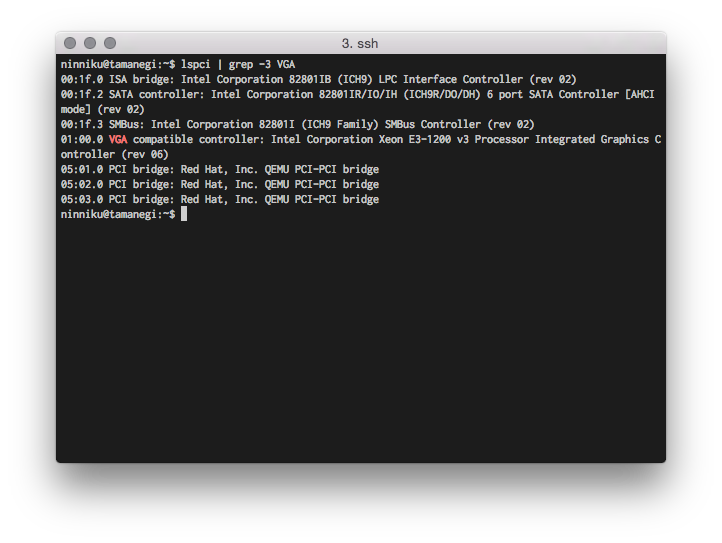 3. ssh
ninniku@tamanegi:~$ lspci | grep -3 VGA
00:1f.0 ISA bridge: Intel Corporation 82801IB (ICH9) LPC Interface Controller (rev 02)
00:1f.2 SATA controller: Intel Corporation 82801IR/IO/IH (ICH9R/DO/DH) 6 port SATA Controller [AHCI
mode] (rev 02)
00:1f.3 SMBus: Intel Corporation 82801I (ICH9 Family) SMBus Controller (rev 02)
01:00.0 VGA compatible controller: Intel Corporation Xeon E3-1200 v3 Processor Integrated Graphics C
ontroller (rev 06)
05:01.0 PCI bridge: Red Hat, Inc. QEMU PCI-PCI bridge
05:02.0 PCI bridge: Red Hat, Inc. QEMU PCI-PCI bridge
05:03.0 PCI bridge: Red Hat, Inc. QEMU PCI-PCI bridge
ninniku@tamanegi:~$